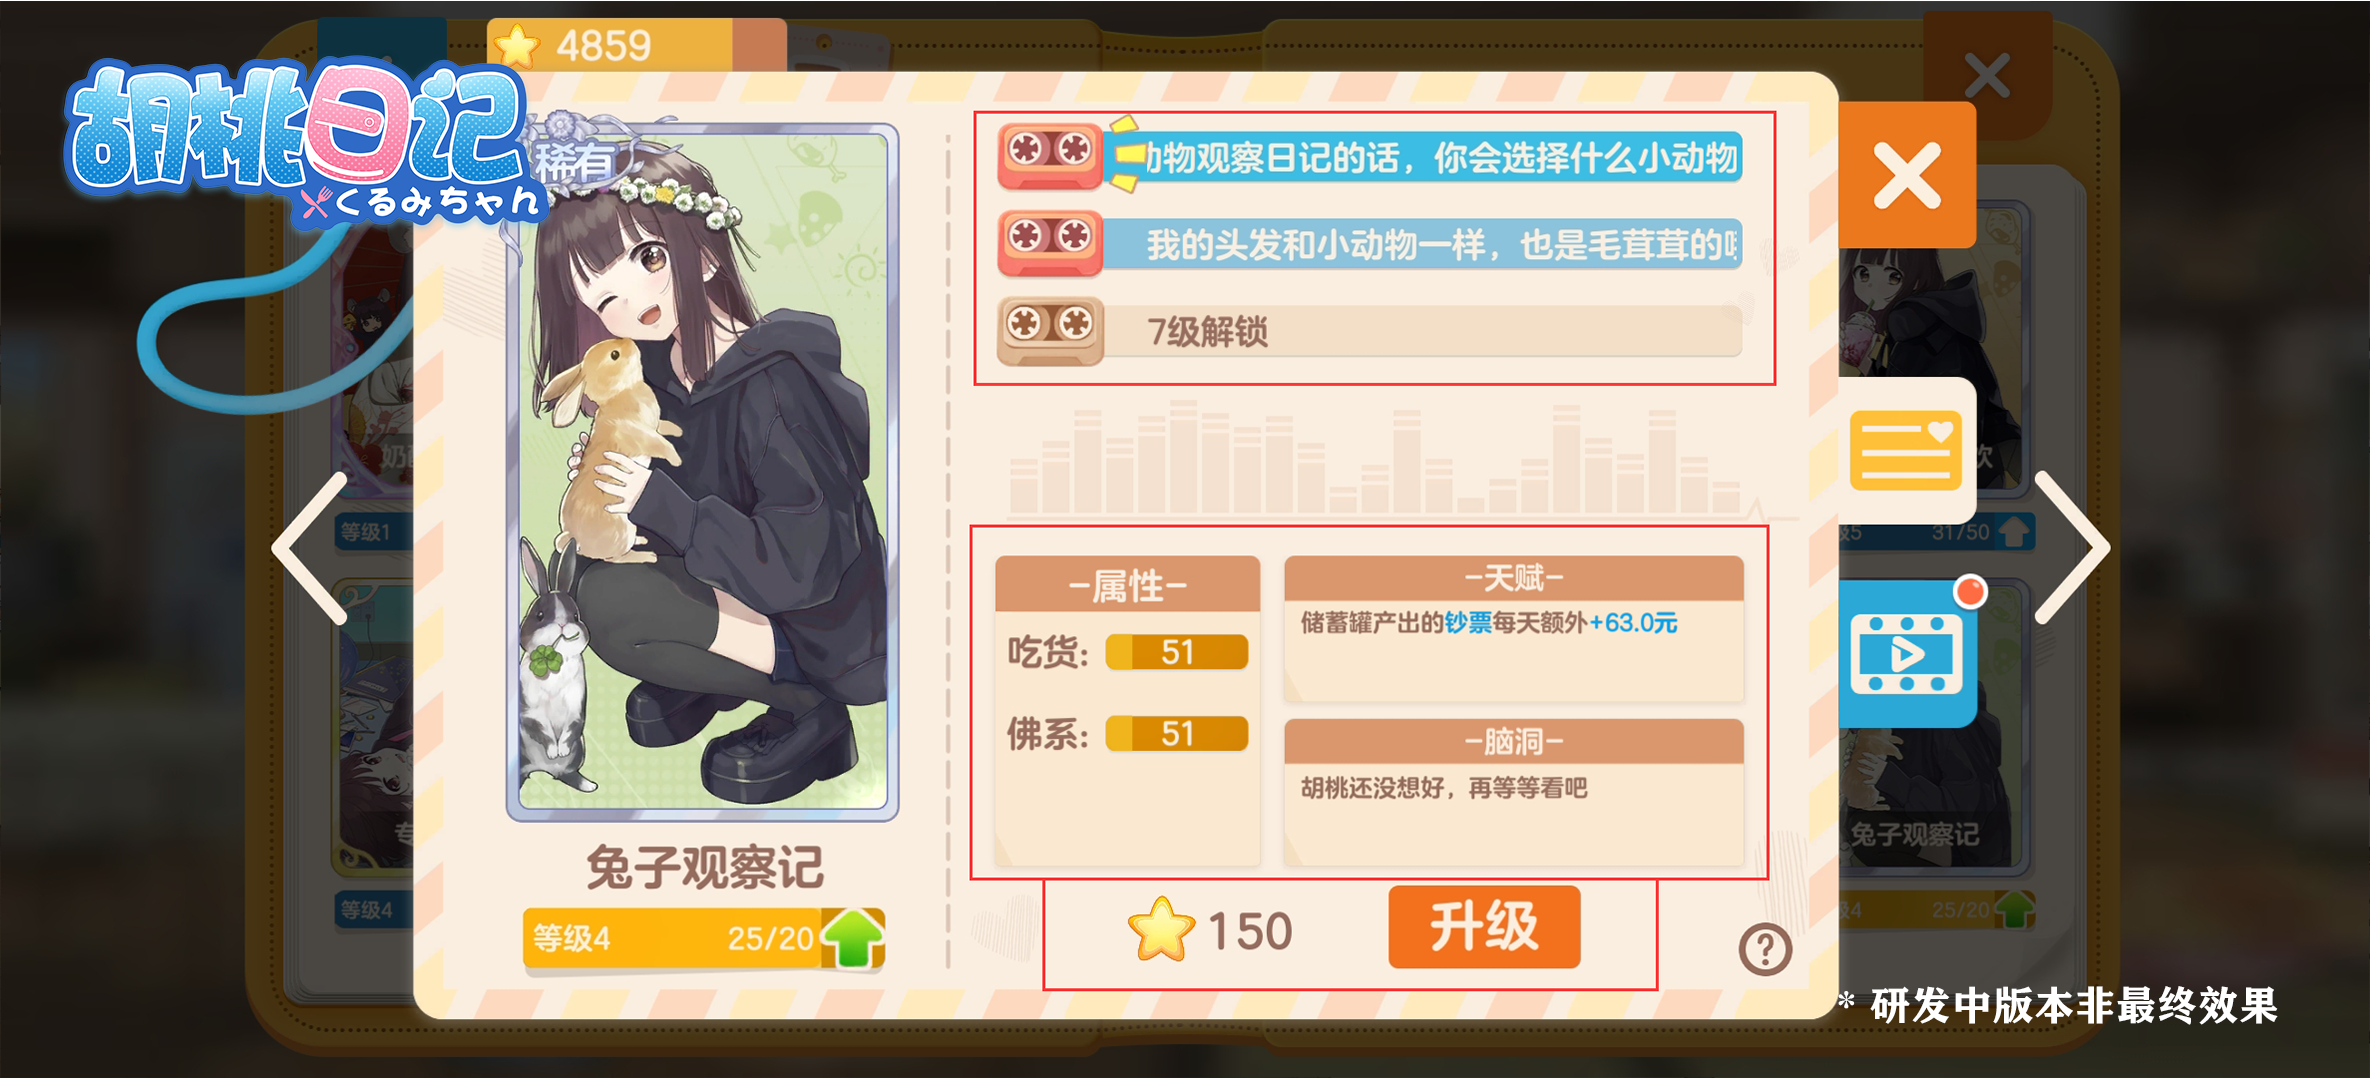 4859
胡桃日记
くるみちゃん
稀有
物观察日记的话，你会选择什么小动物
我的头发和小动物一样，也是毛茸茸的
7级解锁
-属性-
吃货: 51
佛系: 51
-天赋-
储蓄罐产出的钞票每天额外+63.0元
-脑洞-
胡桃还没想好，再等等看吧
兔子观察记
等级4 25/20
150
升级
?
等级1
等级4
5 31/50
兔子观察记
4 25/20
* 研发中版本非最终效果